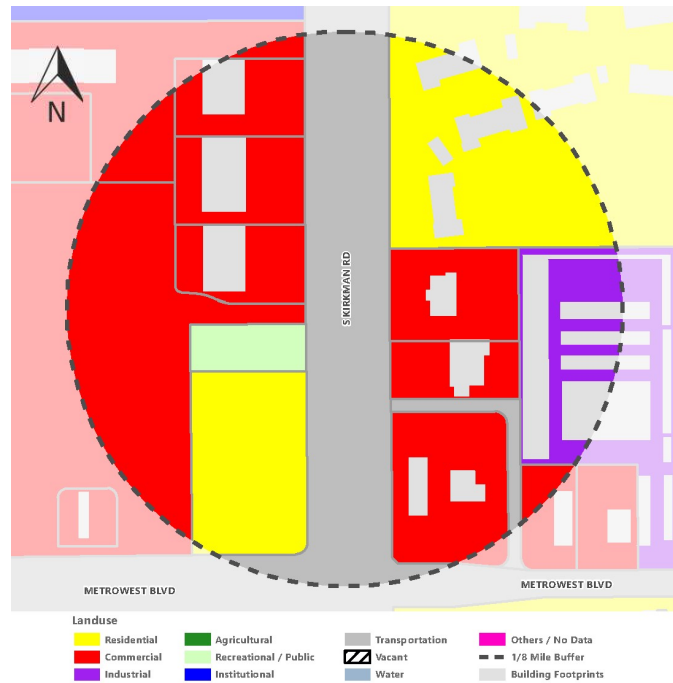 N
S KIRKMAN RD
METROWEST BLVD
METROWEST BLVD
Landuse
Residential
Agricultural
Transportation
Others / No Data
Commercial
Recreational / Public
Vacant
1/8 Mile Buffer
Industrial
Institutional
Water
Building Footprints